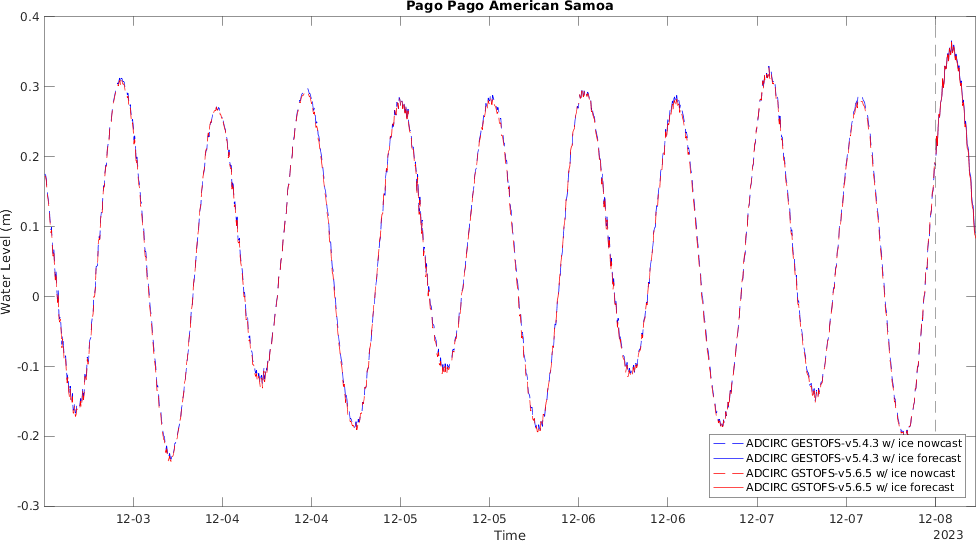 Pago Pago American Samoa
0.4
0.3
0.2
0.1
0
-0.1
-0.2
-0.3
Water Level (m)
ADCIRC GESTOFS-v5.4.3 w/ ice nowcast
ADCIRC GESTOFS-v5.4.3 w/ ice forecast
ADCIRC GSTOFS-v5.6.5 w/ ice nowcast
ADCIRC GSTOFS-v5.6.5 w/ ice forecast
12-03 12-04 12-04 12-05 12-05 12-06 12-06 12-07 12-07 12-08
Time 2023